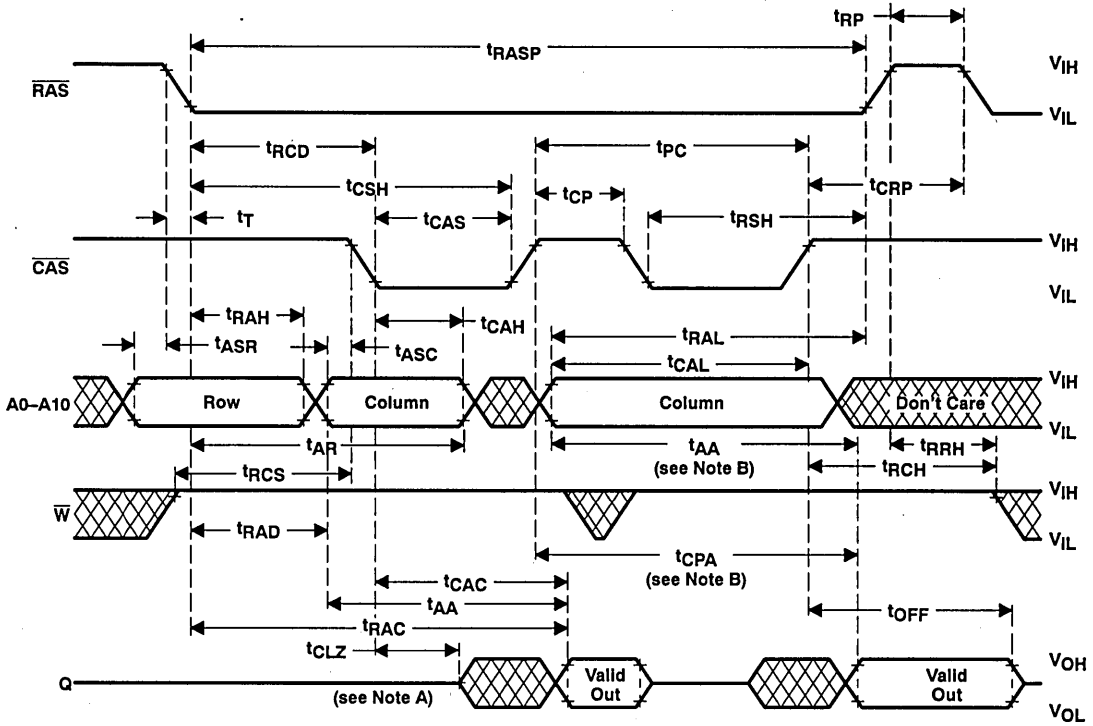 tRP
tRASP
VIH
R̅A̅S̅
VIL
tRCD
tPC
tCSH
tCP
tCRP
tT
tCAS
tRSH
VIH
C̅A̅S̅
VIL
tRAH
tCAH
tRAL
tASR
tASC
tCAL
VIH
A0–A10
Row
Column
Column
Don't Care
VIL
tAR
tAA
tRRH
(see Note B)
tRCS
tRCH
VIH
W̅
VIL
tRAD
tCPA
(see Note B)
tCAC
tAA
tOFF
tRAC
tCLZ
VOH
Q
(see Note A)
Valid
Out
Valid
Out
VOL